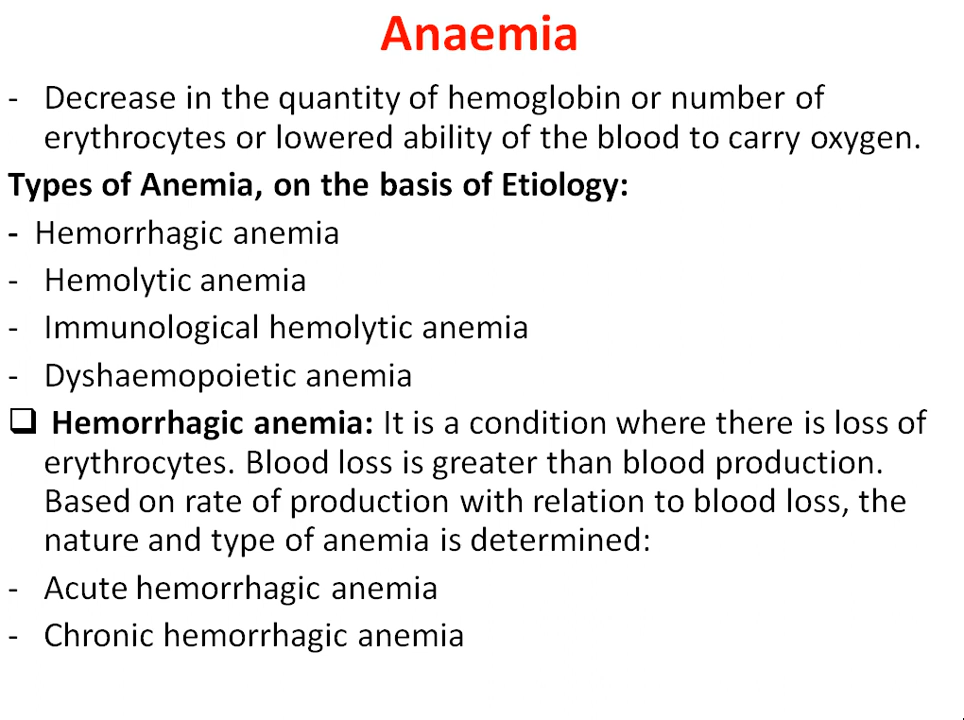 Anaemia
- Decrease in the quantity of hemoglobin or number of
erythrocytes or lowered ability of the blood to carry oxygen.
Types of Anemia, on the basis of Etiology:
- Hemorrhagic anemia
- Hemolytic anemia
- Immunological hemolytic anemia
- Dyshaemopoietic anemia
❑ Hemorrhagic anemia: It is a condition where there is loss of
erythrocytes. Blood loss is greater than blood production.
Based on rate of production with relation to blood loss, the
nature and type of anemia is determined:
- Acute hemorrhagic anemia
- Chronic hemorrhagic anemia